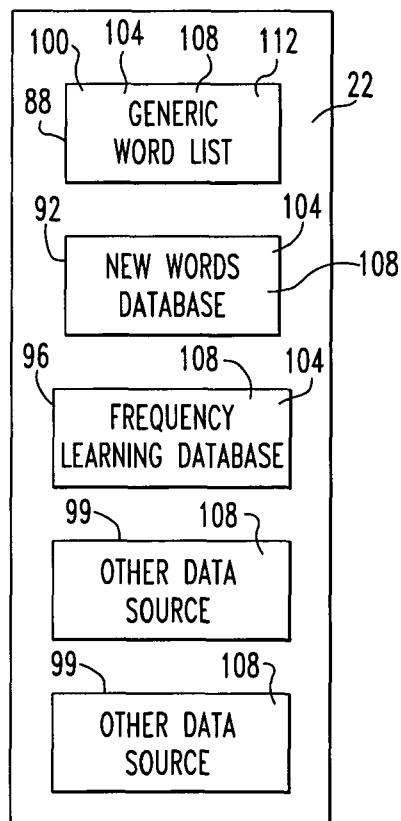 100 104 108 112
22
88
GENERIC
WORD LIST
92
104
NEW WORDS
108
DATABASE
96
108
104
FREQUENCY
LEARNING DATABASE
99
108
OTHER DATA
SOURCE
99
108
OTHER DATA
SOURCE